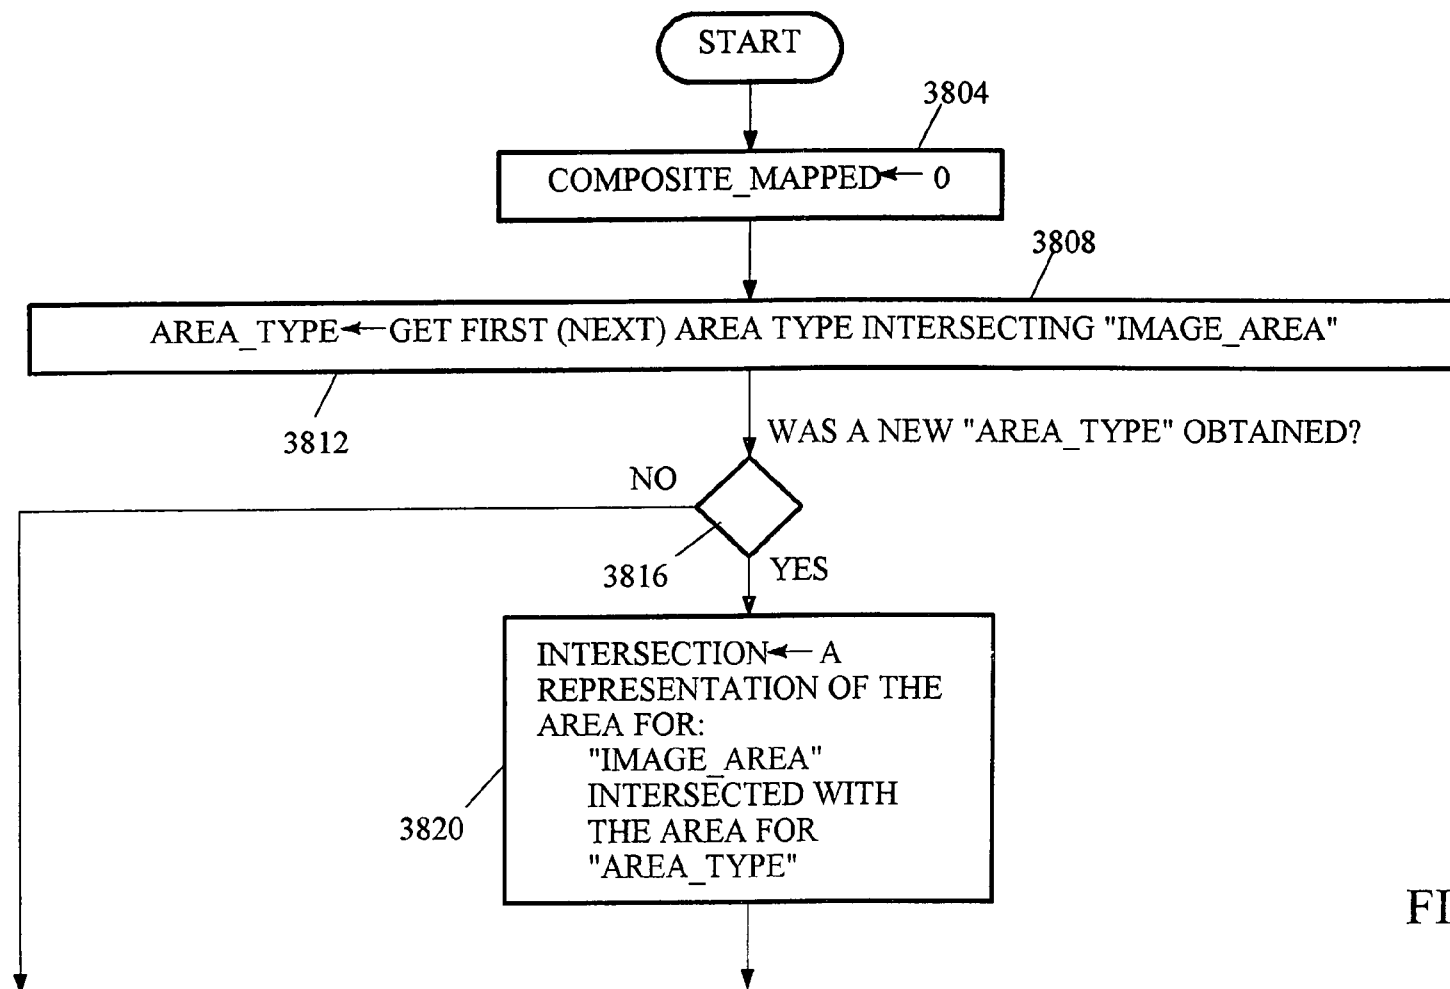 START
3804
COMPOSITE_MAPPED ← 0
3808
AREA_TYPE ← GET FIRST (NEXT) AREA TYPE INTERSECTING "IMAGE_AREA"
3812
WAS A NEW "AREA_TYPE" OBTAINED?
NO
3816
YES
INTERSECTION ← A
REPRESENTATION OF THE
AREA FOR:
"IMAGE_AREA"
INTERSECTED WITH
THE AREA FOR
"AREA_TYPE"
3820
FI